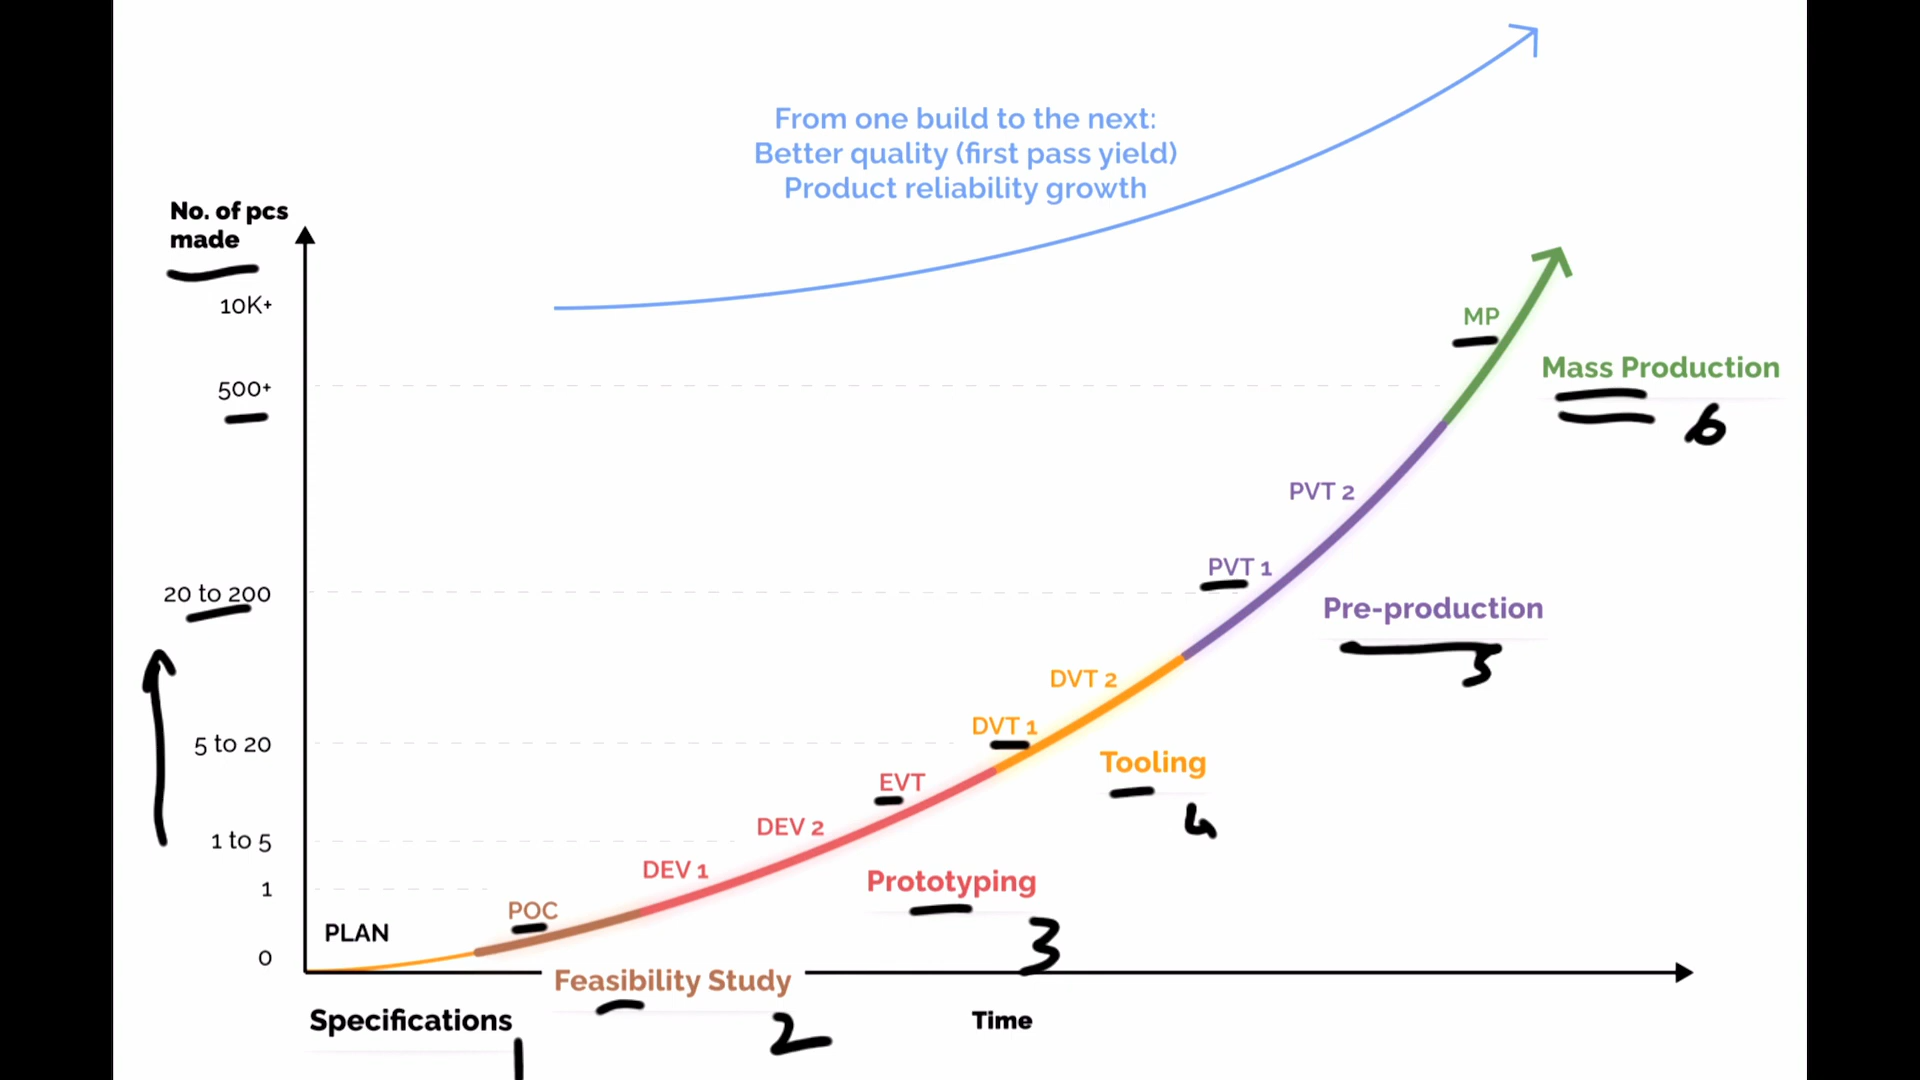 From one build to the next:
Better quality (first pass yield)
Product reliability growth
No. of pcs
made
10K+
500+
20 to 200
5 to 20
1 to 5
1
0
MP
Mass Production
6
PVT 2
PVT 1
Pre-production
5
DVT 2
DVT 1
Tooling
4
EVT
DEV 2
DEV 1
Prototyping
3
POC
PLAN
Feasibility Study
2
Specifications
1
Time